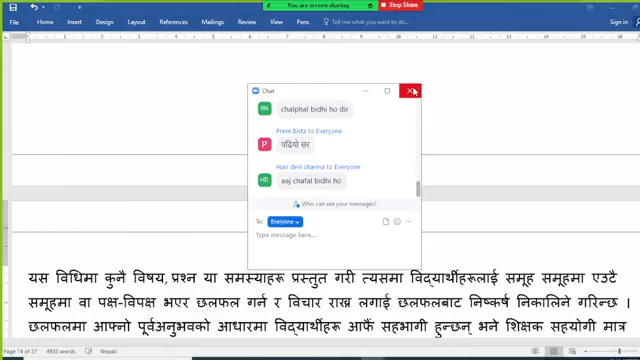 You are screen sharing
Stop Share
File Home Insert Design Layout References Mailings Review View Pens Tell me what you want to do... Sign in
Chat
RN
chalphal bidhi ho dir
Prem Bista to Everyone
P
पढियो सर
Hari devi sharma to Everyone
HD
aaj chafal bidhi ho
Who can see your messages?
To: Everyone
Type message here...
यस विधिमा कुनै विषय, प्रश्न या समस्याहरू प्रस्तुत गरी त्यसमा विद्यार्थीहरूलाई समूह समूहमा एउटै
समूहमा वा पक्ष-विपक्ष भएर छलफल गर्न र विचार राख्न लगाई छलफलबाट निष्कर्ष निकालिने गरिन्छ ।
छलफलमा आफ्नो पूर्वअनुभवको आधारमा विद्यार्थीहरू आफैं सहभागी हुन्छन् भने शिक्षक सहयोगी मात्र
Page 14 of 27 4933 words Nepali